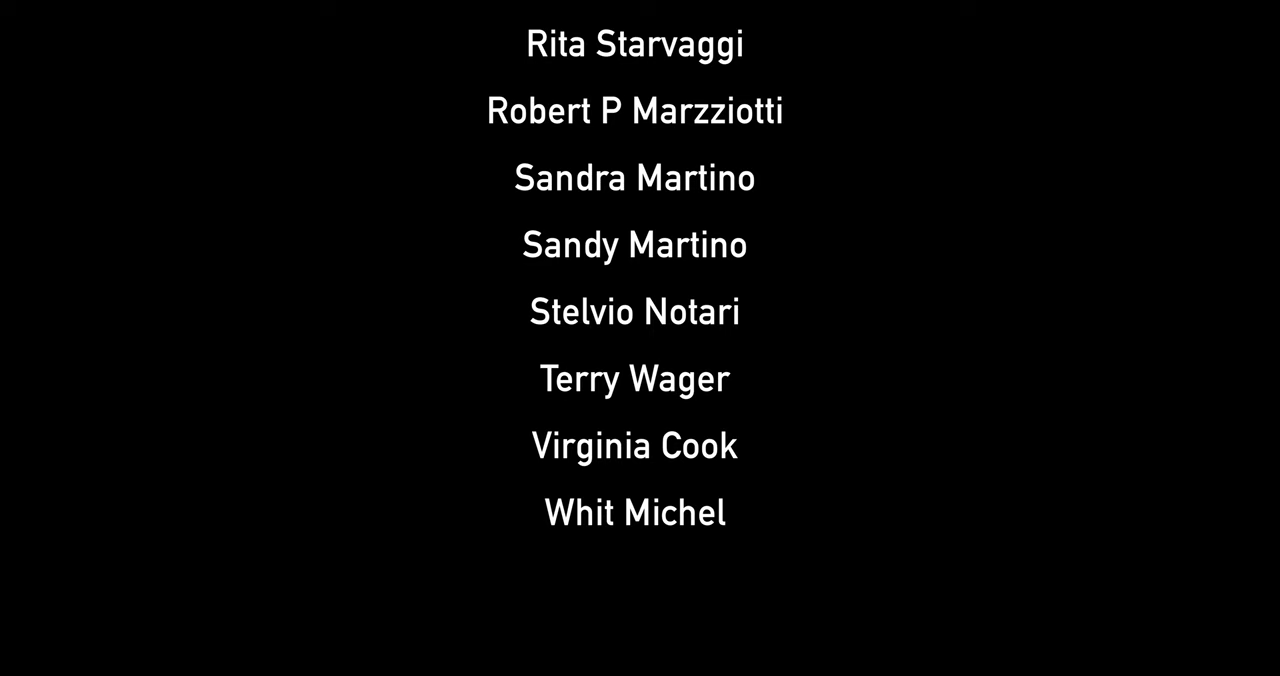 Rita Starvaggi
Robert P Marzziotti
Sandra Martino
Sandy Martino
Stelvio Notari
Terry Wager
Virginia Cook
Whit Michel